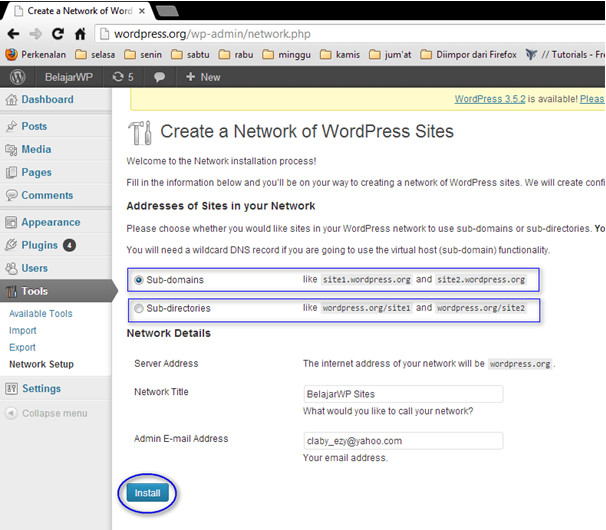 Create a Network of Word
wordpress.org/wp-admin/network.php
Perkenalan selasa senin sabtu rabu minggu kamis jum'at Diimpor dari Firefox // Tutorials - Fre
BelajarWP 5 + New
WordPress 3.5.2 is available! Please
Dashboard
Posts
Media
Pages
Comments
Appearance
Plugins 4
Users
Tools
Available Tools
Import
Export
Network Setup
Settings
Collapse menu
Create a Network of WordPress Sites
Welcome to the Network installation process!
Fill in the information below and you'll be on your way to creating a network of WordPress sites. We will create confi
Addresses of Sites in your Network
Please choose whether you would like sites in your WordPress network to use sub-domains or sub-directories. Yo
You will need a wildcard DNS record if you are going to use the virtual host (sub-domain) functionality.
Sub-domains like site1.wordpress.org and site2.wordpress.org
Sub-directories like wordpress.org/site1 and wordpress.org/site2
Network Details
Server Address The internet address of your network will be wordpress.org.
Network Title BelajarWP Sites
What would you like to call your network?
Admin E-mail Address claby_ezy@yahoo.com
Your email address.
Install